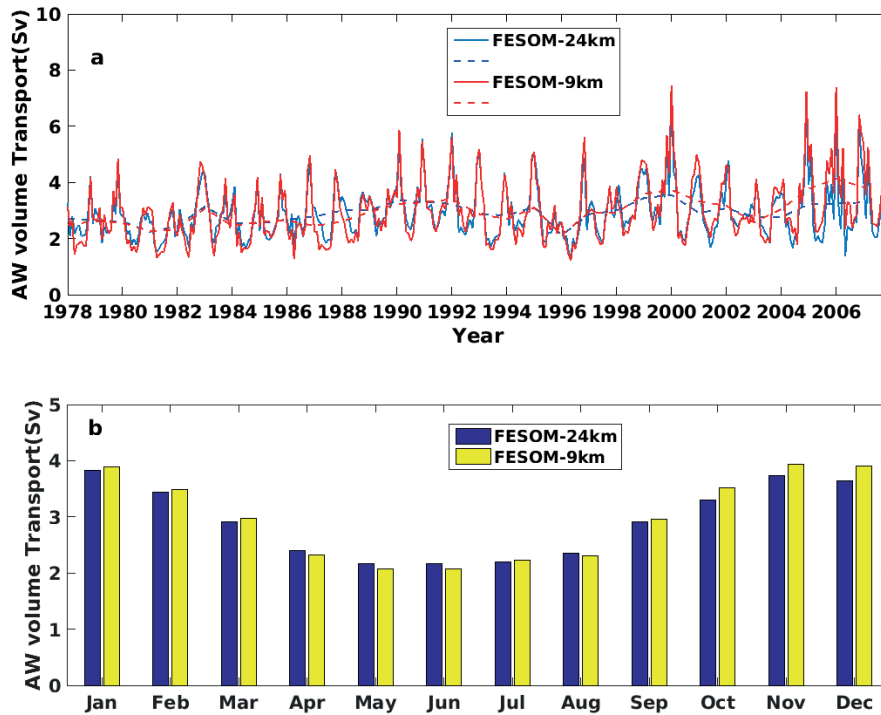 AW volume Transport(Sv)
10
8
6
4
2
0
a
FESOM-24km
FESOM-9km
1978 1980 1982 1984 1986 1988 1990 1992 1994 1996 1998 2000 2002 2004 2006
Year
AW volume Transport(Sv)
5
4
3
2
1
0
b
FESOM-24km
FESOM-9km
Jan Feb Mar Apr May Jun Jul Aug Sep Oct Nov Dec